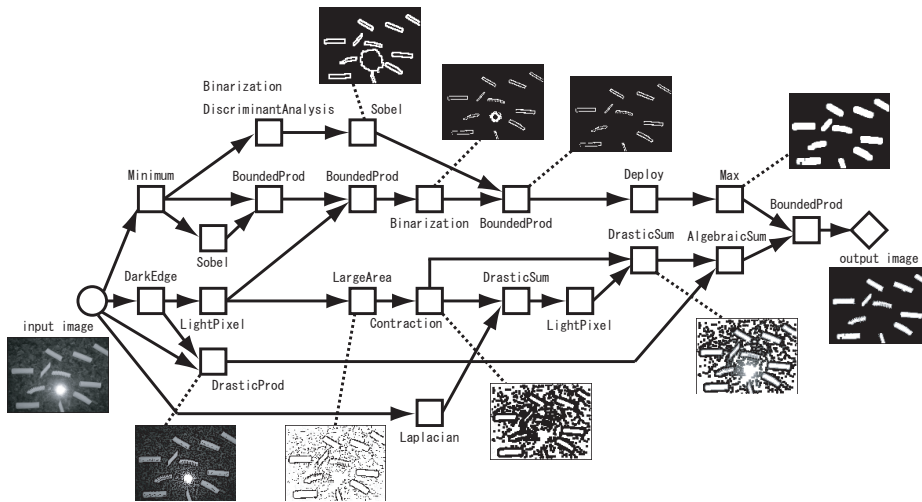 Binarization
DiscriminantAnalysis
Sobel
Minimum
BoundedProd
BoundedProd
Deploy
Max
BoundedProd
Binarization
BoundedProd
Sobel
DrasticSum
AlgebraicSum
DarkEdge
LargeArea
DrasticSum
output image
input image
LightPixel
Contraction
LightPixel
DrasticProd
Laplacian